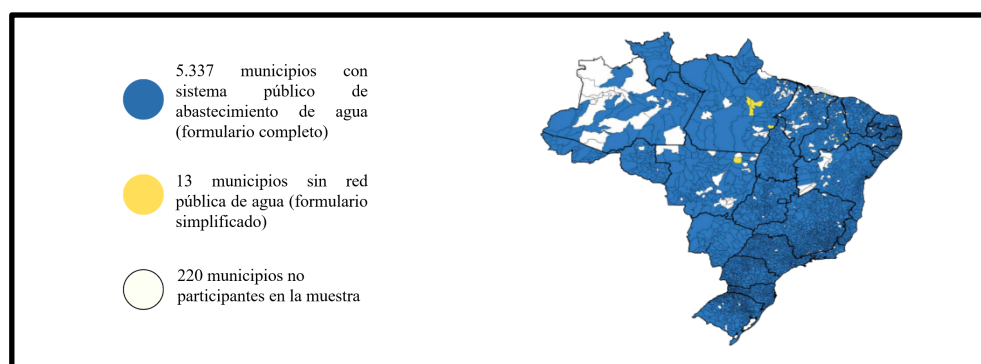 5.337 municipios con
sistema público de
abastecimiento de agua
(formulario completo)
13 municipios sin red
pública de agua (formulario
simplificado)
220 municipios no
participantes en la muestra